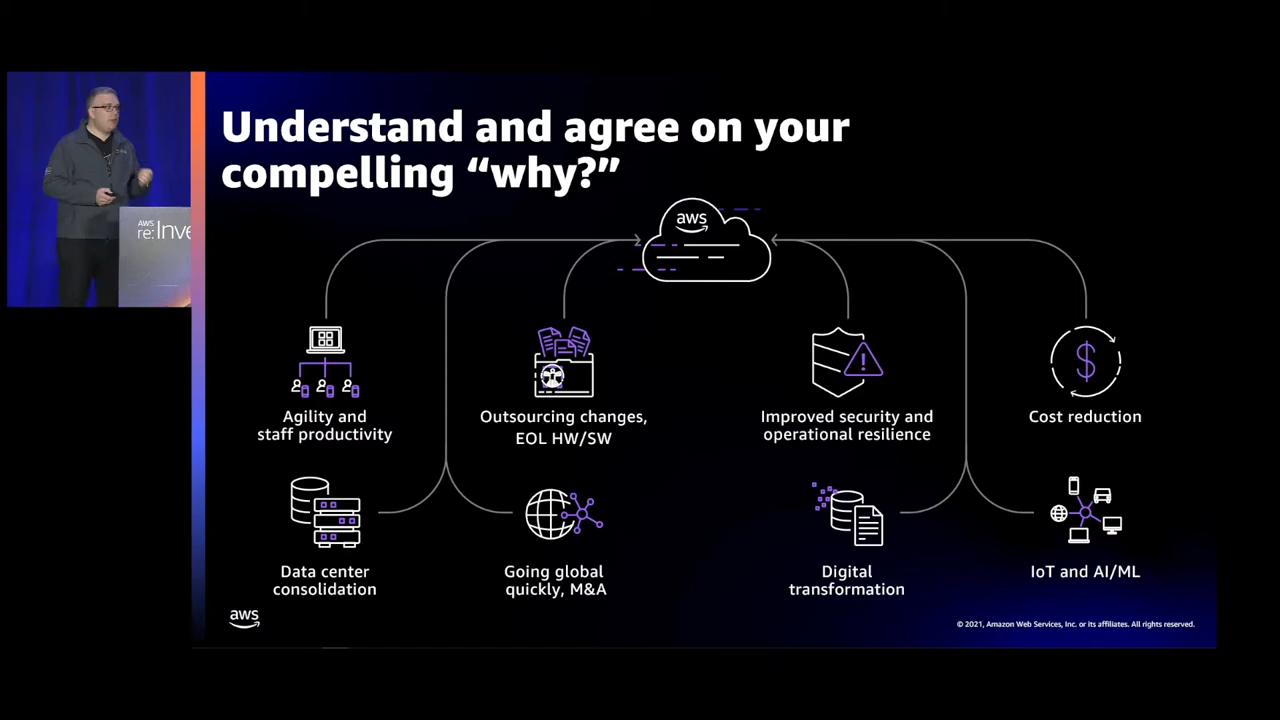 Understand and agree on your
compelling “why?”
aws
AWS
re:Inve
Agility and
staff productivity
Outsourcing changes,
EOL HW/SW
Improved security and
operational resilience
Cost reduction
Data center
consolidation
Going global
quickly, M&A
Digital
transformation
IoT and AI/ML
aws
© 2021, Amazon Web Services, Inc. or its affiliates. All rights reserved.